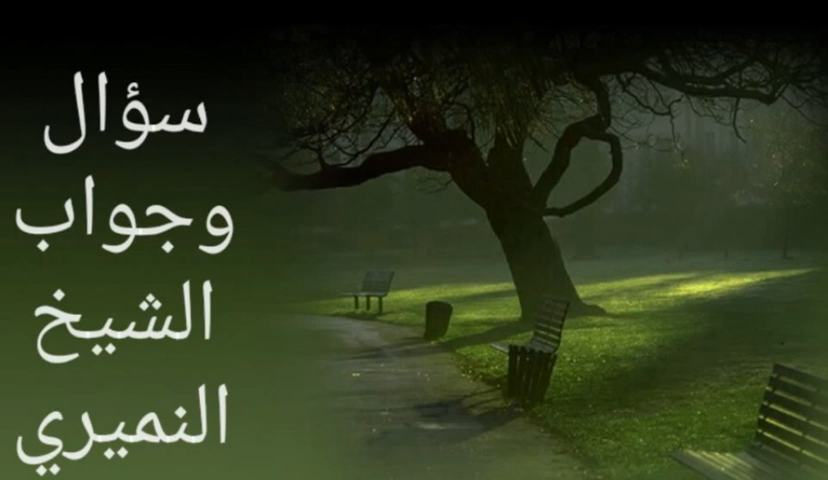 سؤال
وجواب
الشيخ
النميري